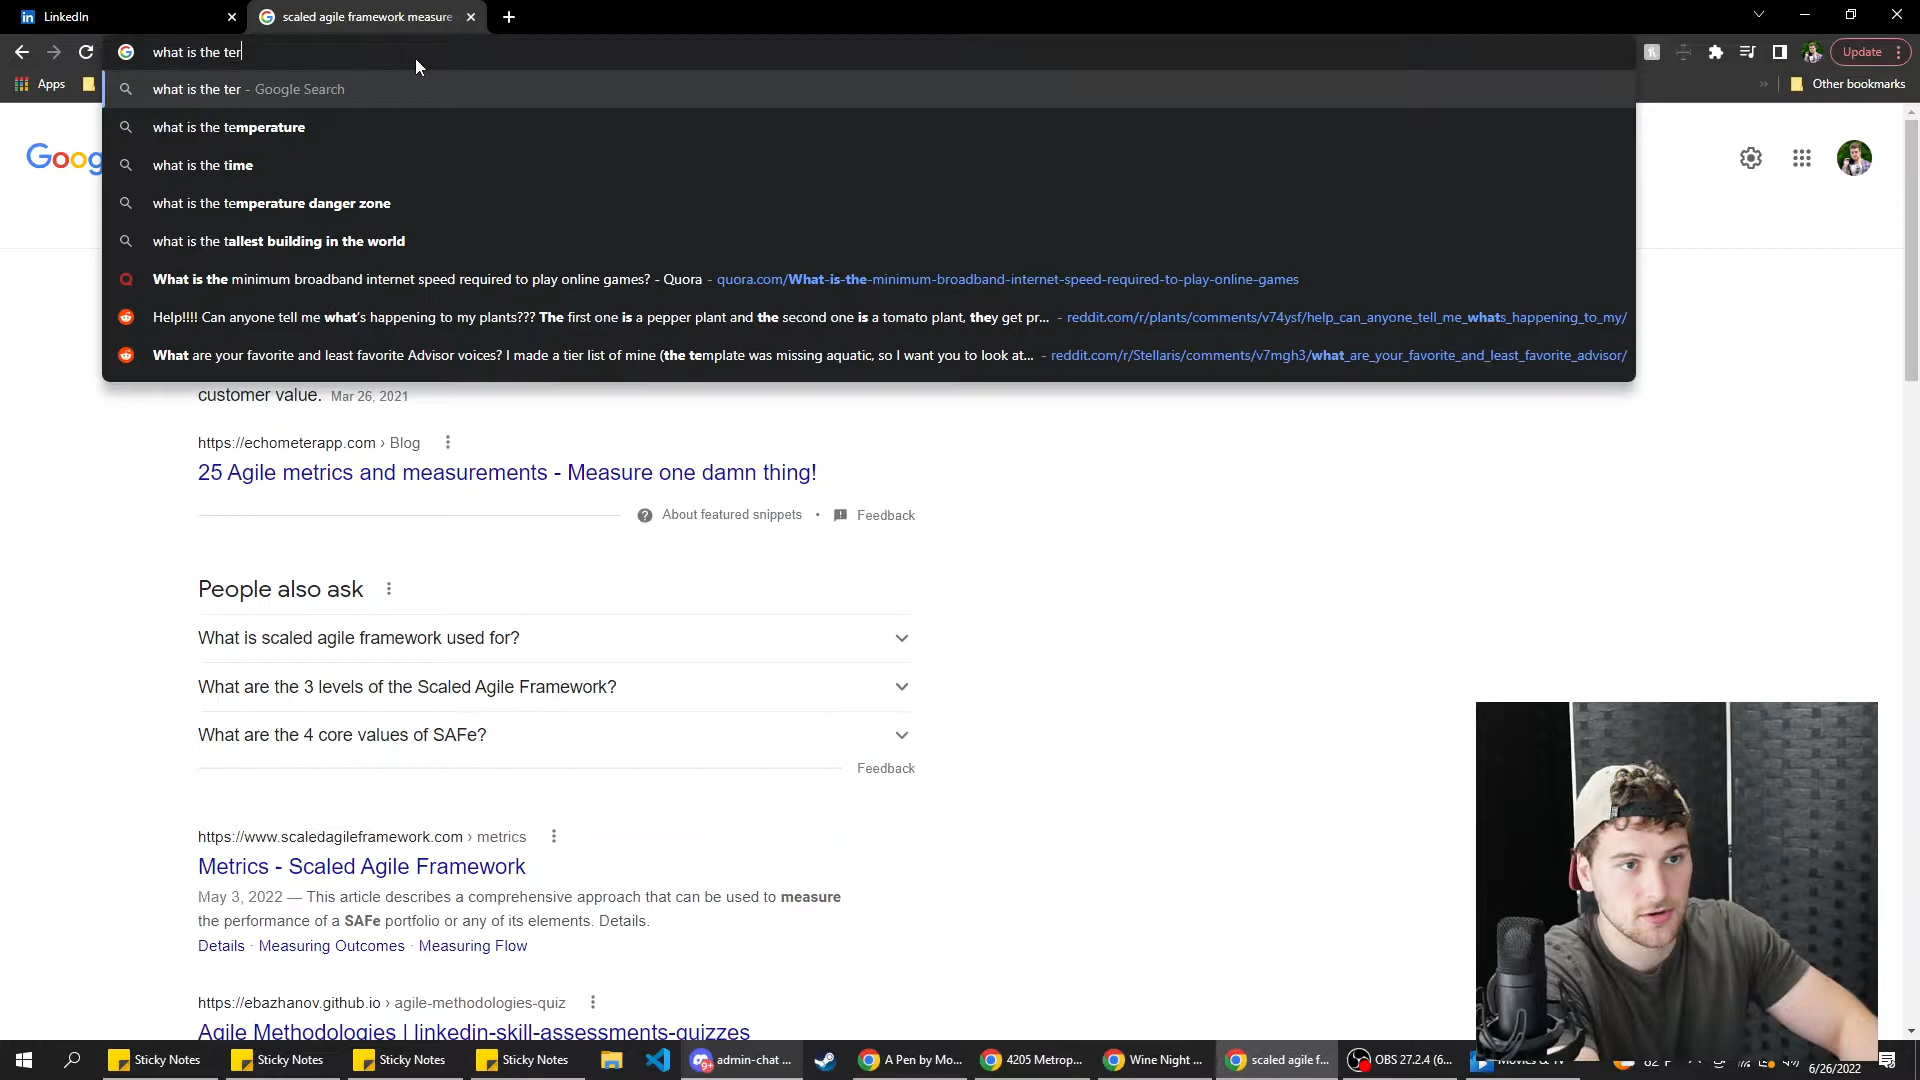 LinkedIn
scaled agile framework measure
what is the ter
Update
Apps
Other bookmarks
what is the ter - Google Search
what is the temperature
what is the time
what is the temperature danger zone
what is the tallest building in the world
What is the minimum broadband internet speed required to play online games? - Quora - quora.com/What-is-the-minimum-broadband-internet-speed-required-to-play-online-games
Help!!!! Can anyone tell me what's happening to my plants??? The first one is a pepper plant and the second one is a tomato plant, they get pr... - reddit.com/r/plants/comments/v74ysf/help_can_anyone_tell_me_whats_happening_to_my/
What are your favorite and least favorite Advisor voices? I made a tier list of mine (the template was missing aquatic, so I want you to look at... - reddit.com/r/Stellaris/comments/v7mgh3/what_are_your_favorite_and_least_favorite_advisor/
Goog
customer value. Mar 26, 2021
https://echometerapp.com › Blog
25 Agile metrics and measurements - Measure one damn thing!
About featured snippets • Feedback
People also ask
What is scaled agile framework used for?
What are the 3 levels of the Scaled Agile Framework?
What are the 4 core values of SAFe?
Feedback
https://www.scaledagileframework.com › metrics
Metrics - Scaled Agile Framework
May 3, 2022 — This article describes a comprehensive approach that can be used to measure
the performance of a SAFe portfolio or any of its elements. Details.
Details · Measuring Outcomes · Measuring Flow
https://ebazhanov.github.io › agile-methodologies-quiz
Agile Methodologies | linkedin-skill-assessments-quizzes
Sticky Notes
Sticky Notes
Sticky Notes
Sticky Notes
9+
admin-chat ...
A Pen by Mo...
4205 Metrop...
Wine Night ...
scaled agile f...
OBS 27.2.4 (6...
6/26/2022